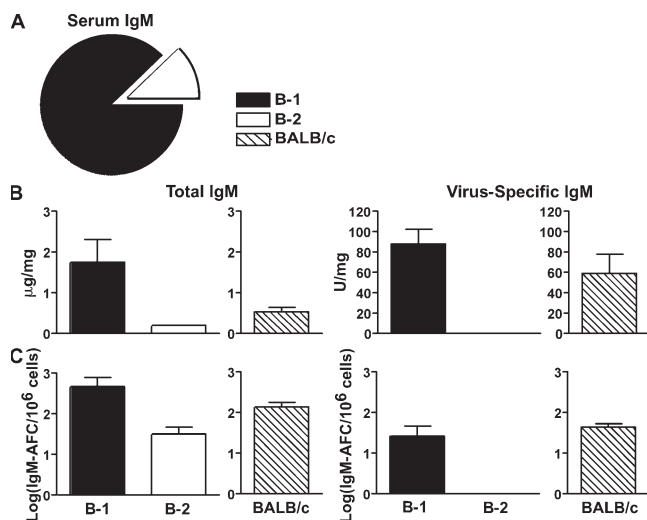 A
Serum IgM
B-1
B-2
BALB/c
B
Total IgM
Virus-Specific IgM
3
2
1
0
µg/mg
3
2
1
0
120
100
80
60
40
20
0
U/mg
120
100
80
60
40
20
0
C
3
2
1
0
Log(IgM-AFC/10⁶ cells)
B-1
B-2
3
2
1
0
BALB/c
3
2
1
0
Log(IgM-AFC/10⁶ cells)
B-1
B-2
3
2
1
0
BALB/c